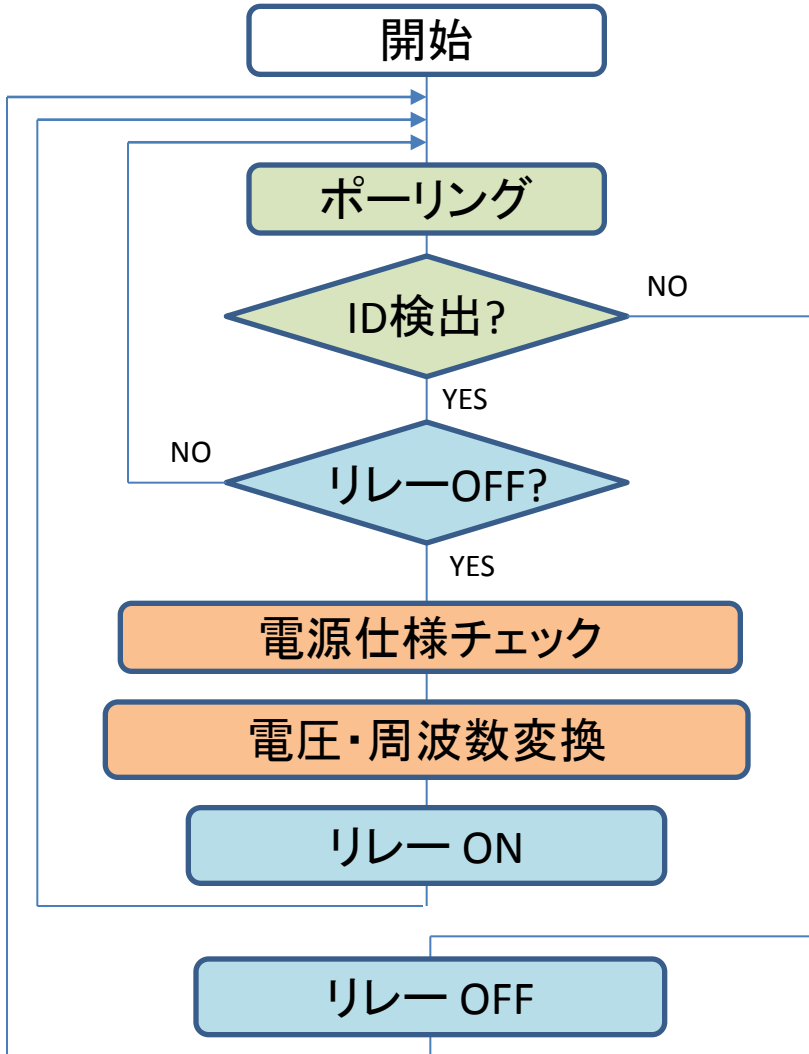 開始
ポーリング
ID検出?
NO
YES
NO
リレーOFF?
YES
電源仕様チェック
電圧・周波数変換
リレー ON
リレー OFF